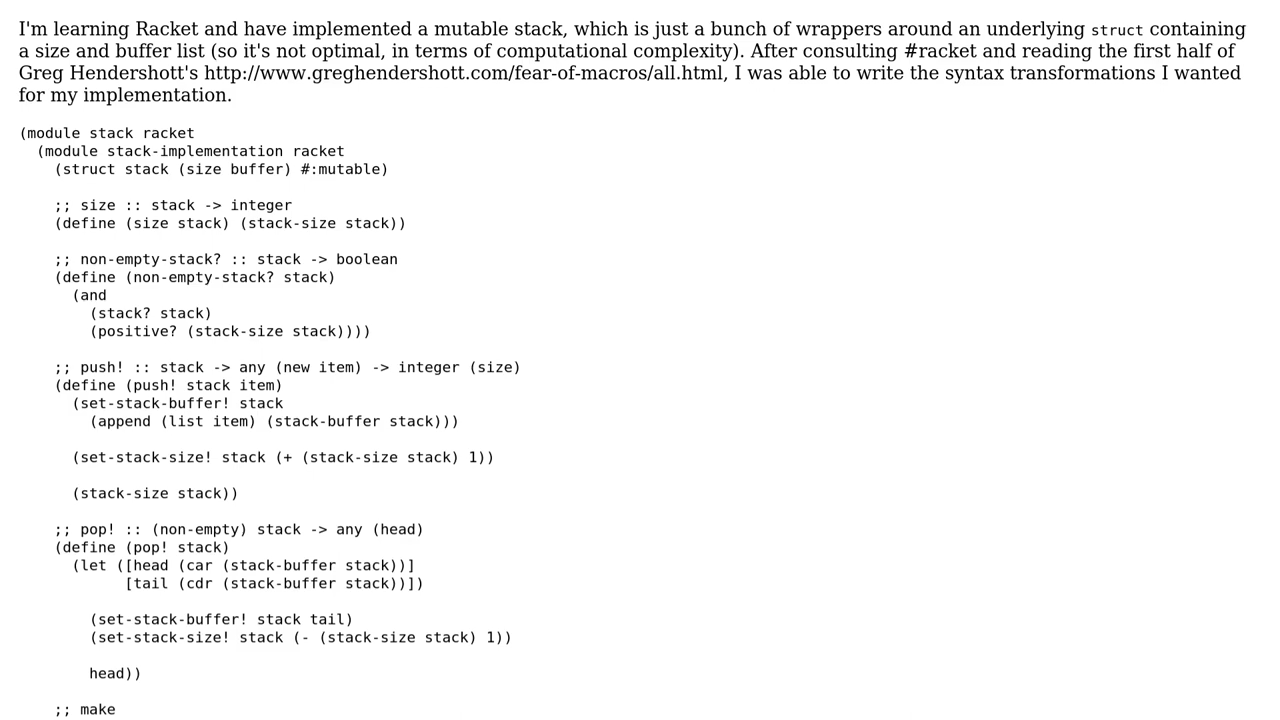 I'm learning Racket and have implemented a mutable stack, which is just a bunch of wrappers around an underlying struct containing
a size and buffer list (so it's not optimal, in terms of computational complexity). After consulting #racket and reading the first half of
Greg Hendershott's http://www.greghendershott.com/fear-of-macros/all.html, I was able to write the syntax transformations I wanted
for my implementation.
(module stack racket
  (module stack-implementation racket
    (struct stack (size buffer) #:mutable)
    ;; size :: stack -> integer
    (define (size stack) (stack-size stack))
    ;; non-empty-stack? :: stack -> boolean
    (define (non-empty-stack? stack)
      (and
        (stack? stack)
        (positive? (stack-size stack))))
    ;; push! :: stack -> any (new item) -> integer (size)
    (define (push! stack item)
      (set-stack-buffer! stack
        (append (list item) (stack-buffer stack)))
      (set-stack-size! stack (+ (stack-size stack) 1))
      (stack-size stack))
    ;; pop! :: (non-empty) stack -> any (head)
    (define (pop! stack)
      (let ([head (car (stack-buffer stack))]
            [tail (cdr (stack-buffer stack))])
        (set-stack-buffer! stack tail)
        (set-stack-size! stack (- (stack-size stack) 1))
        head))
    ;; make